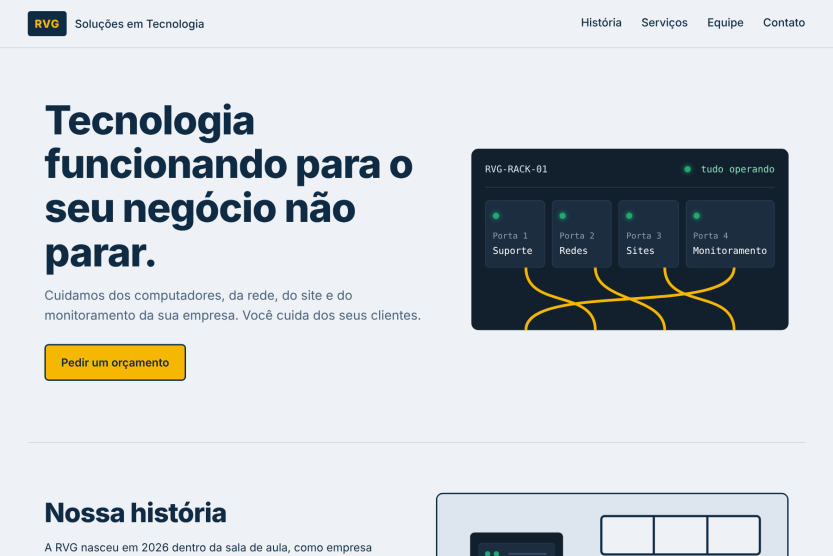 RVG Soluções em Tecnologia
História Serviços Equipe Contato
Tecnologia
funcionando para o
seu negócio não
parar.
Cuidamos dos computadores, da rede, do site e do
monitoramento da sua empresa. Você cuida dos seus clientes.
Pedir um orçamento
RVG-RACK-01 tudo operando
Porta 1 Porta 2 Porta 3 Porta 4
Suporte Redes Sites Monitoramento
Nossa história
A RVG nasceu em 2026 dentro da sala de aula, como empresa